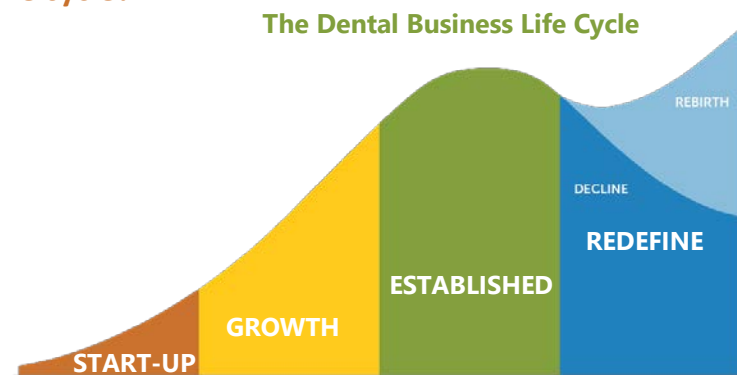 The Dental Business Life Cycle
REBIRTH
DECLINE
REDEFINE
ESTABLISHED
GROWTH
START-UP